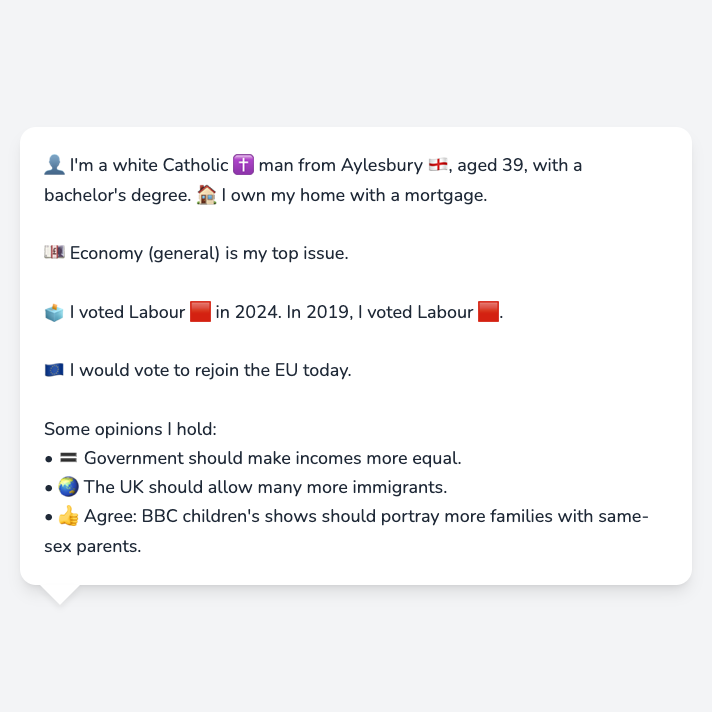 👤 I'm a white Catholic ✝️ man from Aylesbury 🏴󠁧󠁢󠁥󠁮󠁧󠁿, aged 39, with a
bachelor's degree. 🏠 I own my home with a mortgage.
💷 Economy (general) is my top issue.
🗳️ I voted Labour 🟥 in 2024. In 2019, I voted Labour 🟥.
🇪🇺 I would vote to rejoin the EU today.
Some opinions I hold:
• 🟰 Government should make incomes more equal.
• 🌏 The UK should allow many more immigrants.
• 👍 Agree: BBC children's shows should portray more families with same-
sex parents.